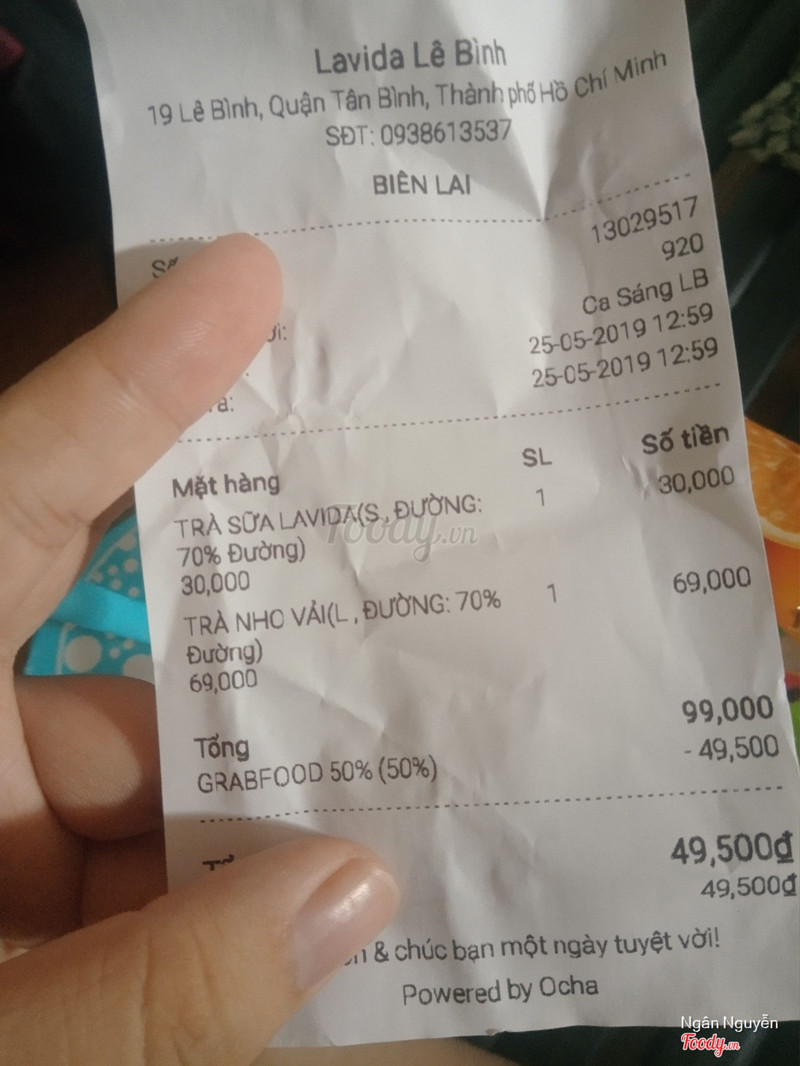 Lavida Lê Bình
19 Lê Bình, Quận Tân Bình, Thành phố Hồ Chí Minh
SĐT: 0938613537
BIÊN LAI
13029517
920
Ca Sáng LB
25-05-2019 12:59
25-05-2019 12:59
Mặt hàng SL Số tiền
TRÀ SỮA LAVIDA(S , ĐƯỜNG: 1 30,000
70% Đường)
30,000
TRÀ NHO VẢI(L , ĐƯỜNG: 70% 1 69,000
Đường)
69,000
Tổng 99,000
GRABFOOD 50% (50%) - 49,500
49,500₫
49,500₫
& chúc bạn một ngày tuyệt vời!
Powered by Ocha
Foody.vn
Ngân Nguyễn
Foody.vn